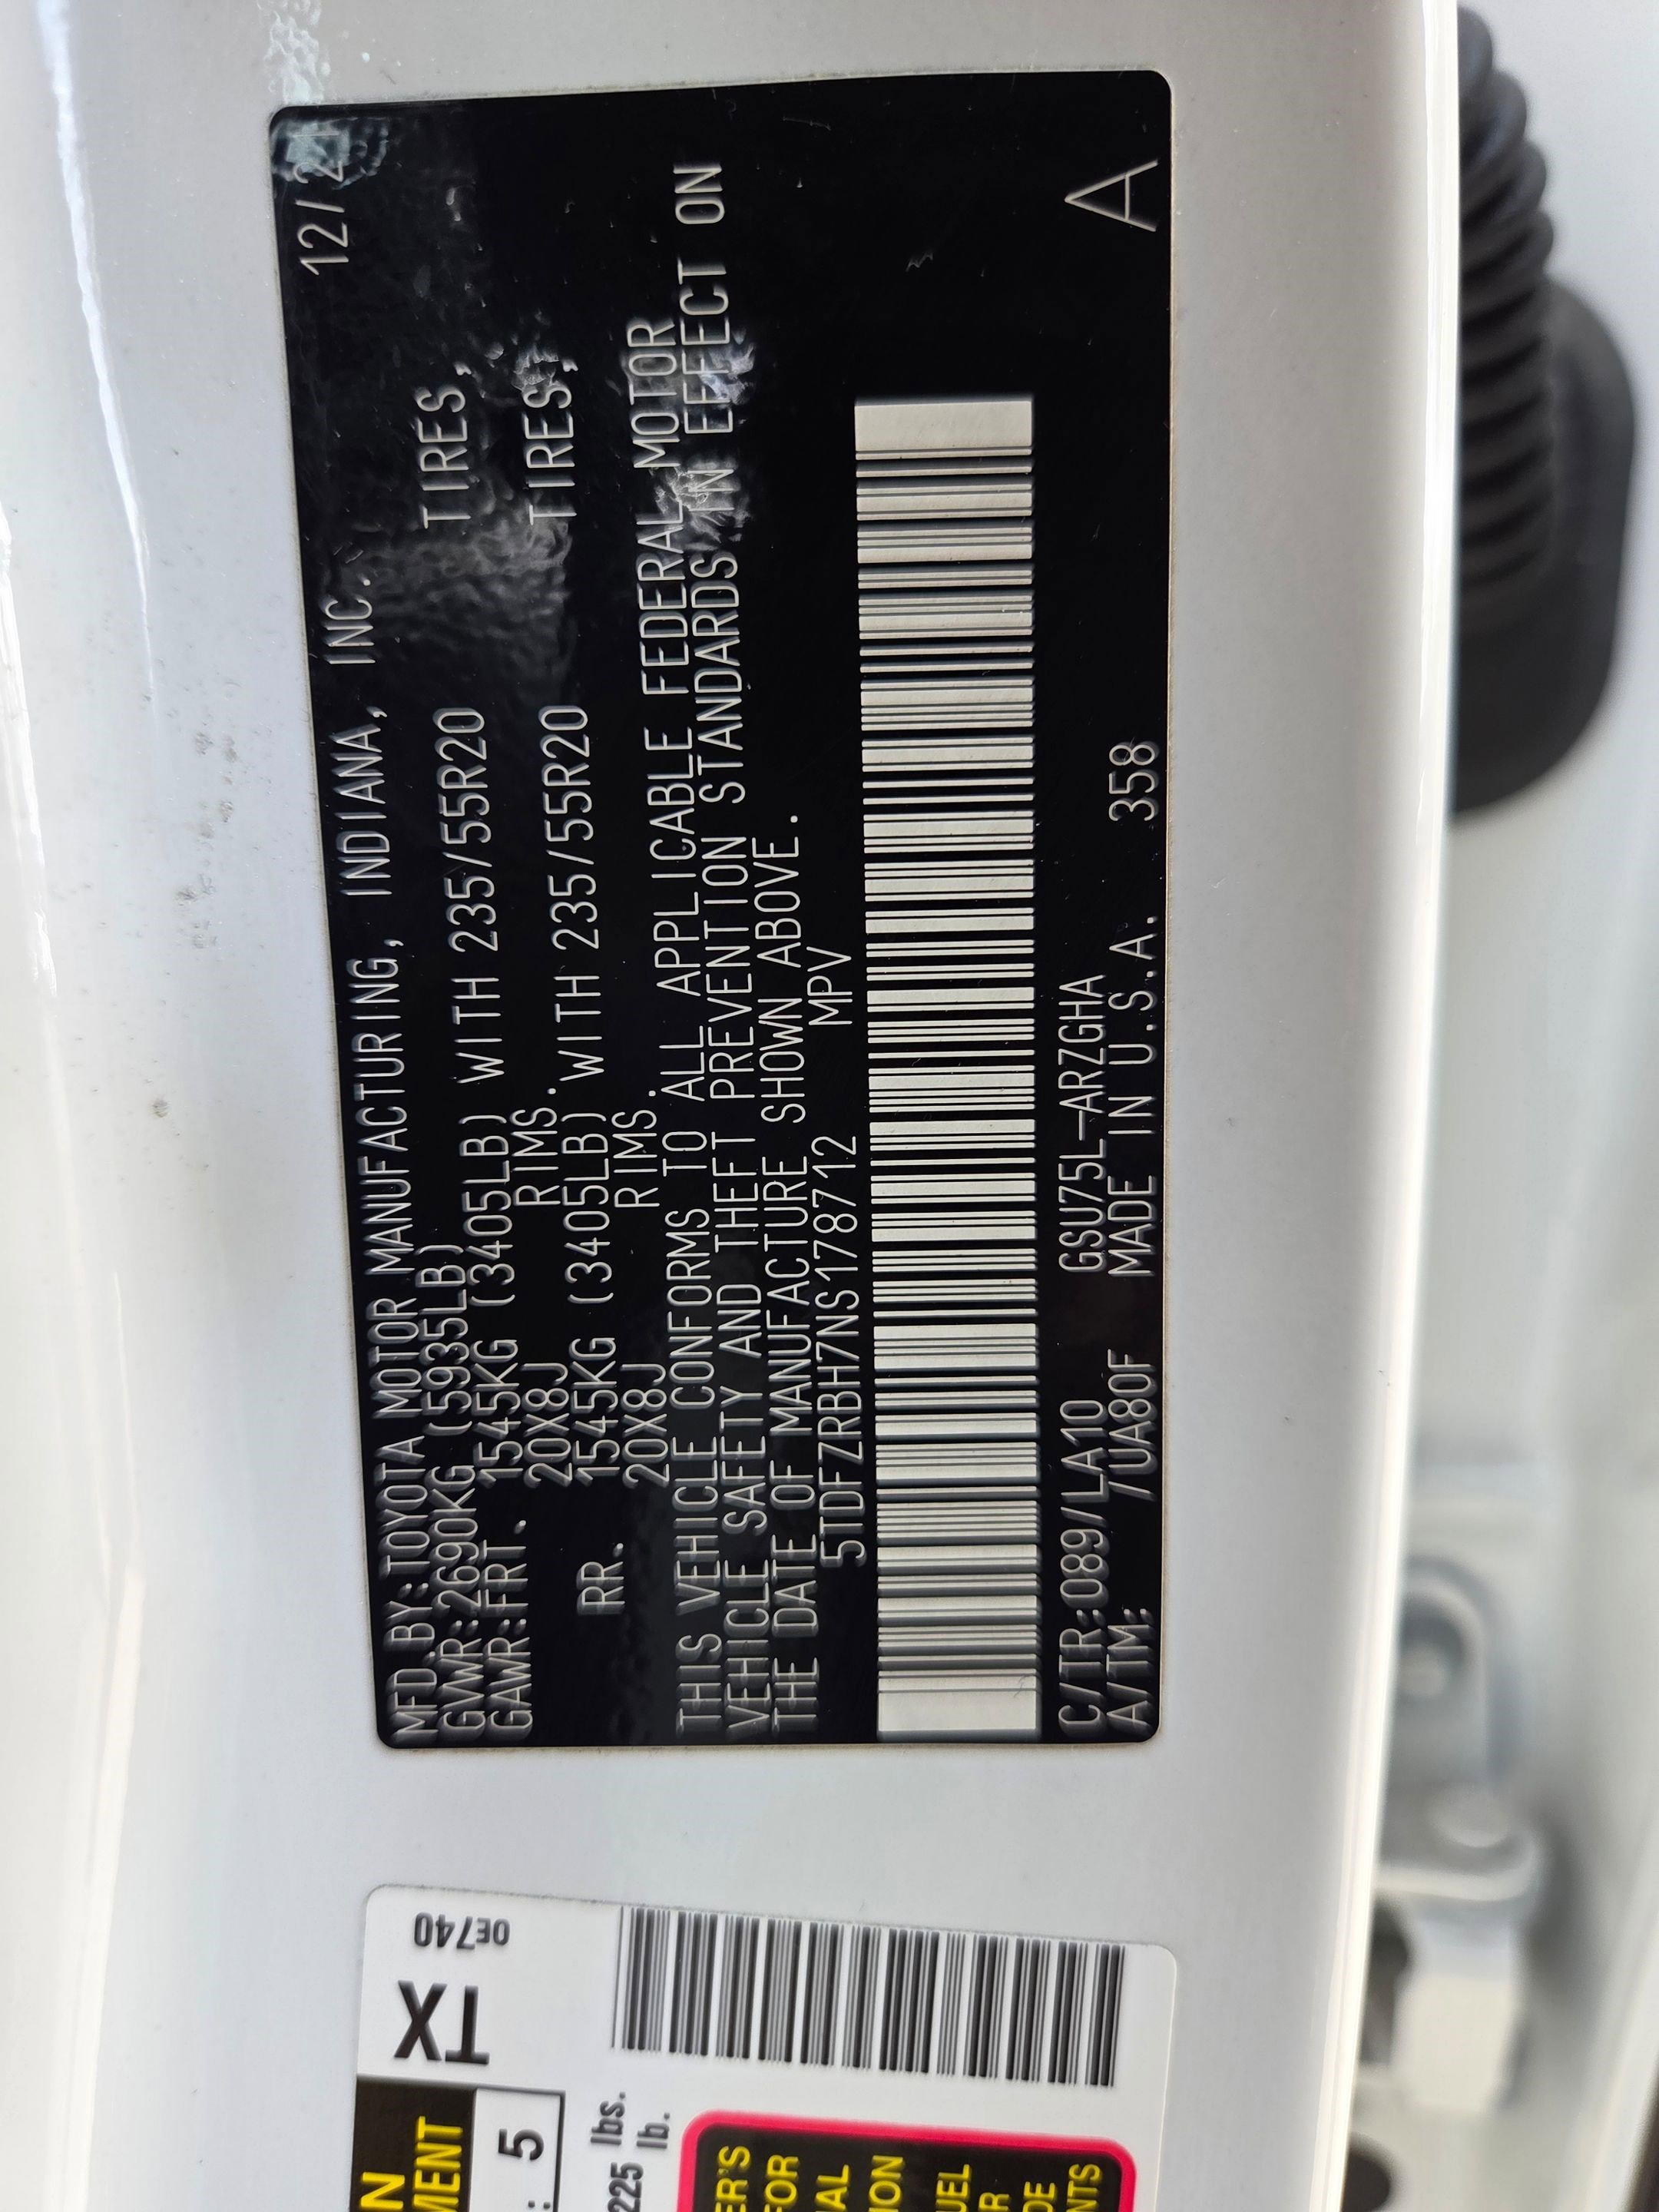 12/21
MFD.BY:TOYOTA MOTOR MANUFACTURING, INDIANA, INC.
GVWR:2690KG (5935LB)
GAWR:FRT. 1545KG (3405LB) WITH 235/55R20 TIRES,
20X8J RIMS.
RR. 1545KG (3405LB) WITH 235/55R20 TIRES,
20X8J RIMS.
THIS VEHICLE CONFORMS TO ALL APPLICABLE FEDERAL MOTOR
VEHICLE SAFETY AND THEFT PREVENTION STANDARDS IN EFFECT ON
THE DATE OF MANUFACTURE SHOWN ABOVE.
5TDFZRBH7NS178712 MPV
C/TR:089/LA10 GSU75L-ARZGHA
A/TM: /UA80F MADE IN U.S.A. 358 A
TX 0E740
5
225 lbs.
lb.
FOR